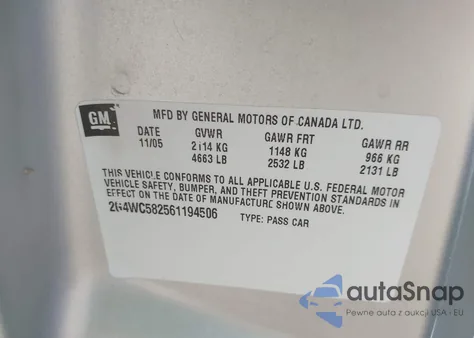 GM
MFD BY GENERAL MOTORS OF CANADA LTD.
DATE GVWR GAWR FRT GAWR RR
11/05 2114 KG 1148 KG 966 KG
4663 LB 2532 LB 2131 LB
THIS VEHICLE CONFORMS TO ALL APPLICABLE U.S. FEDERAL MOTOR
VEHICLE SAFETY, BUMPER, AND THEFT PREVENTION STANDARDS IN
EFFECT ON THE DATE OF MANUFACTURE SHOWN ABOVE.
2G4WC582561194506 TYPE: PASS CAR
autoSnap
Pewne auta z aukcji USA - EU